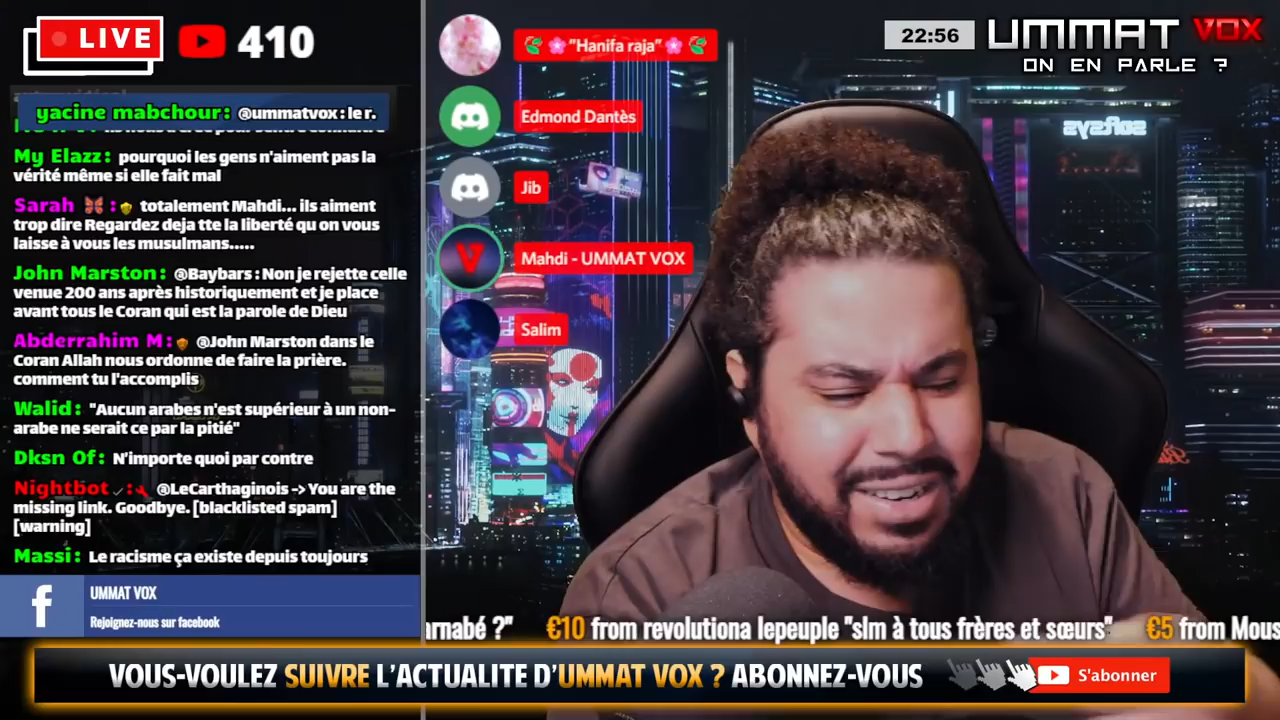 LIVE
410
yacine mabchour: @ummatvox : le r.
My Elazz: pourquoi les gens n'aiment pas la
vérité même si elle fait mal
Sarah : totalement Mahdi... ils aiment
trop dire Regardez deja tte la liberté qu on vous
laisse à vous les musulmans.....
John Marston: @Baybars : Non je rejette celle
venue 200 ans après historiquement et je place
avant tous le Coran qui est la parole de Dieu
Abderrahim M: @John Marston dans le
Coran Allah nous ordonne de faire la prière.
comment tu l'accomplis
Walid: "Aucun arabes n'est supérieur à un non-
arabe ne serait ce par la pitié"
Dksn Of: N'importe quoi par contre
Nightbot : @LeCarthaginois -> You are the
missing link. Goodbye. [blacklisted spam]
[warning]
Massi: Le racisme ça existe depuis toujours
UMMAT VOX
Rejoignez-nous sur facebook
"Hanifa raja"
Edmond Dantès
Jib
Mahdi - UMMAT VOX
Salim
22:56
UMMAT VOX
ON EN PARLE ?
softsys
arnabé ?" €10 from revolutiona lepeuple "slm à tous frères et sœurs" €5 from Mous
VOUS-VOULEZ SUIVRE L'ACTUALITE D'UMMAT VOX ? ABONNEZ-VOUS
S'abonner